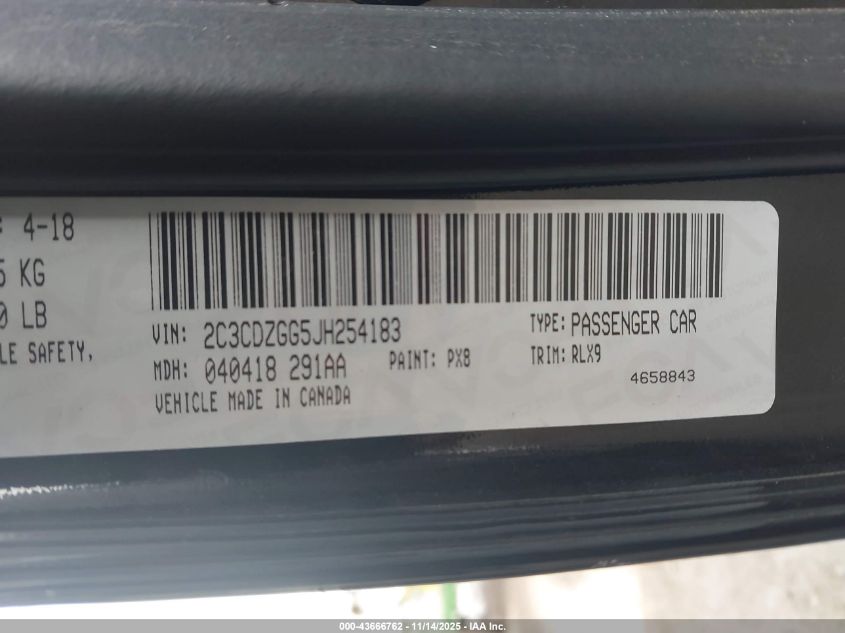 : 4-18
5 KG
0 LB
LE SAFETY,
VIN: 2C3CDZGG5JH254183
TYPE: PASSENGER CAR
MDH: 040418 291AA
PAINT: PX8
TRIM: RLX9
VEHICLE MADE IN CANADA
4658843
000-43666762 - 11/14/2025 - IAA Inc.